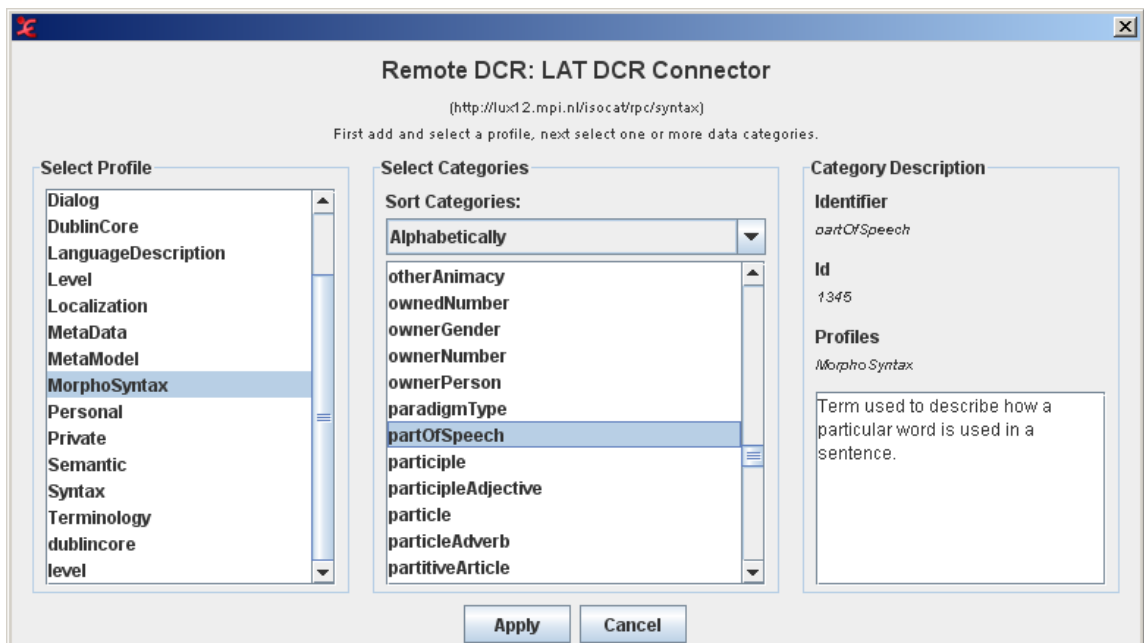 Remote DCR: LAT DCR Connector
(http://lux12.mpi.nl/isocat/rpc/syntax)
First add and select a profile, next select one or more data categories.
Select Profile
Dialog
DublinCore
LanguageDescription
Level
Localization
MetaData
MetaModel
MorphoSyntax
Personal
Private
Semantic
Syntax
Terminology
dublincore
level
Select Categories
Sort Categories:
Alphabetically
otherAnimacy
ownedNumber
ownerGender
ownerNumber
ownerPerson
paradigmType
partOfSpeech
participle
participleAdjective
particle
particleAdverb
partitiveArticle
Category Description
Identifier
partOfSpeech
Id
1345
Profiles
MorphoSyntax
Term used to describe how a
particular word is used in a
sentence.
Apply
Cancel